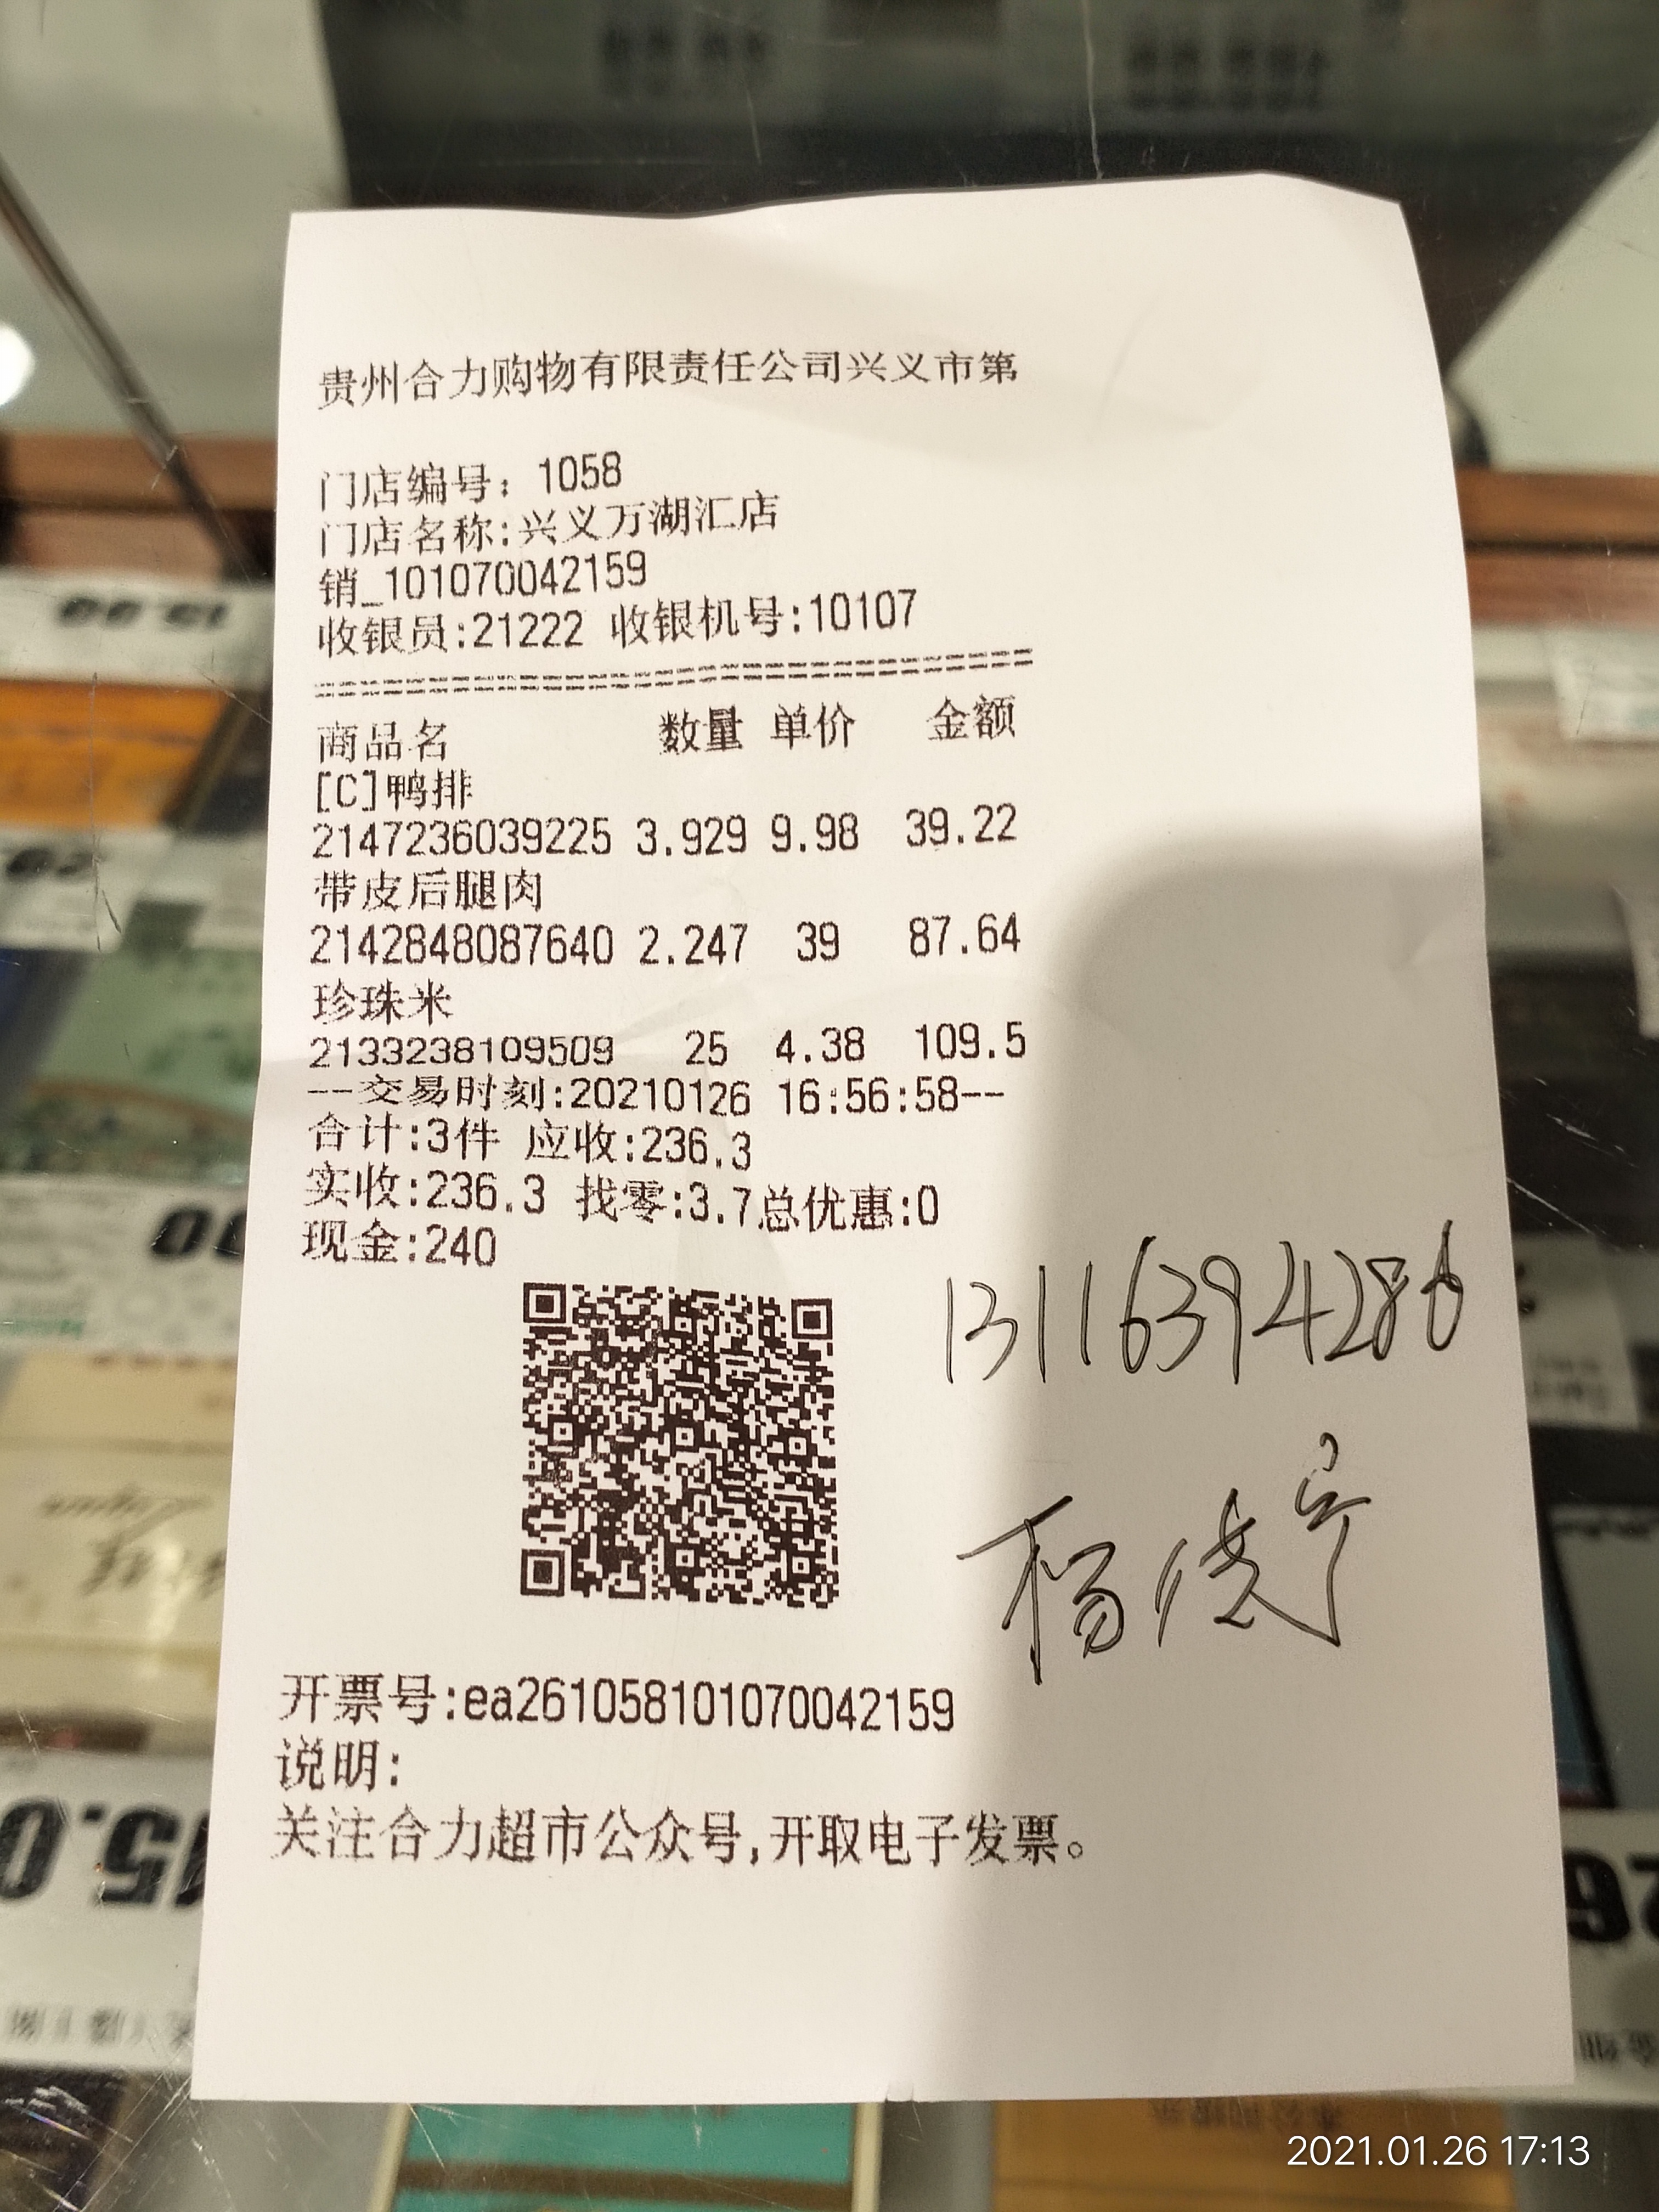 贵州合力购物有限责任公司兴义市第
门店编号：1058
门店名称:兴义万湖汇店
销_101070042159
收银员:21222 收银机号:10107
商品名 数量 单价 金额
[C]鸭排
2147236039225 3.929 9.98 39.22
带皮后腿肉
2142848087640 2.247 39 87.64
珍珠米
2133238109509 25 4.38 109.5
--交易时刻:20210126 16:56:58--
合计:3件 应收:236.3
实收:236.3 找零:3.7总优惠:0
现金:240
13116394286
杨
开票号:ea261058101070042159
说明:
关注合力超市公众号,开取电子发票。
2021.01.26 17:13